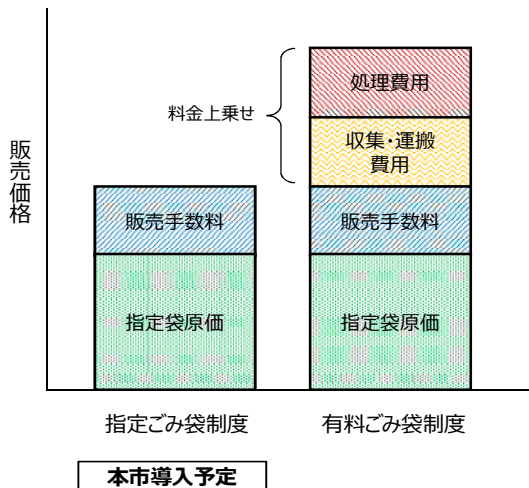 処理費用
料金上乗せ
収集・運搬
費用
販売価格
販売手数料
販売手数料
指定袋原価
指定袋原価
指定ごみ袋制度
有料ごみ袋制度
本市導入予定